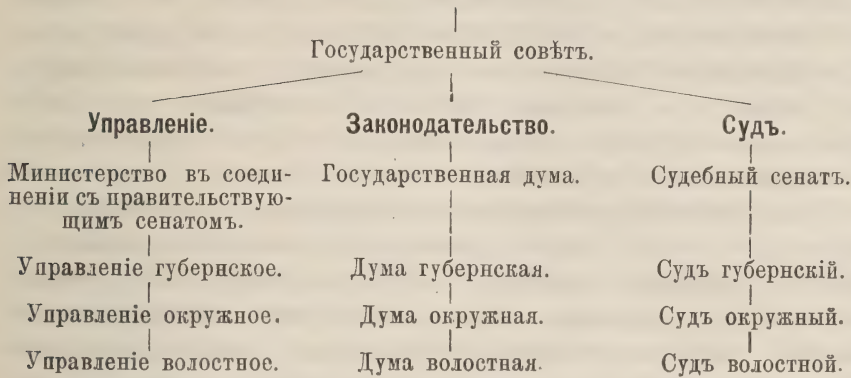 Государственный совѣтъ.
Управленіе. Законодательство. Судъ.
Министерство въ соеди- Государственная дума. Судебный сенатъ.
неніи съ правительствую-
щимъ сенатомъ.
Управленіе губернское. Дума губернская. Судъ губернскій.
Управленіе окружное. Дума окружная. Судъ окружный.
Управленіе волостное. Дума волостная. Судъ волостной.